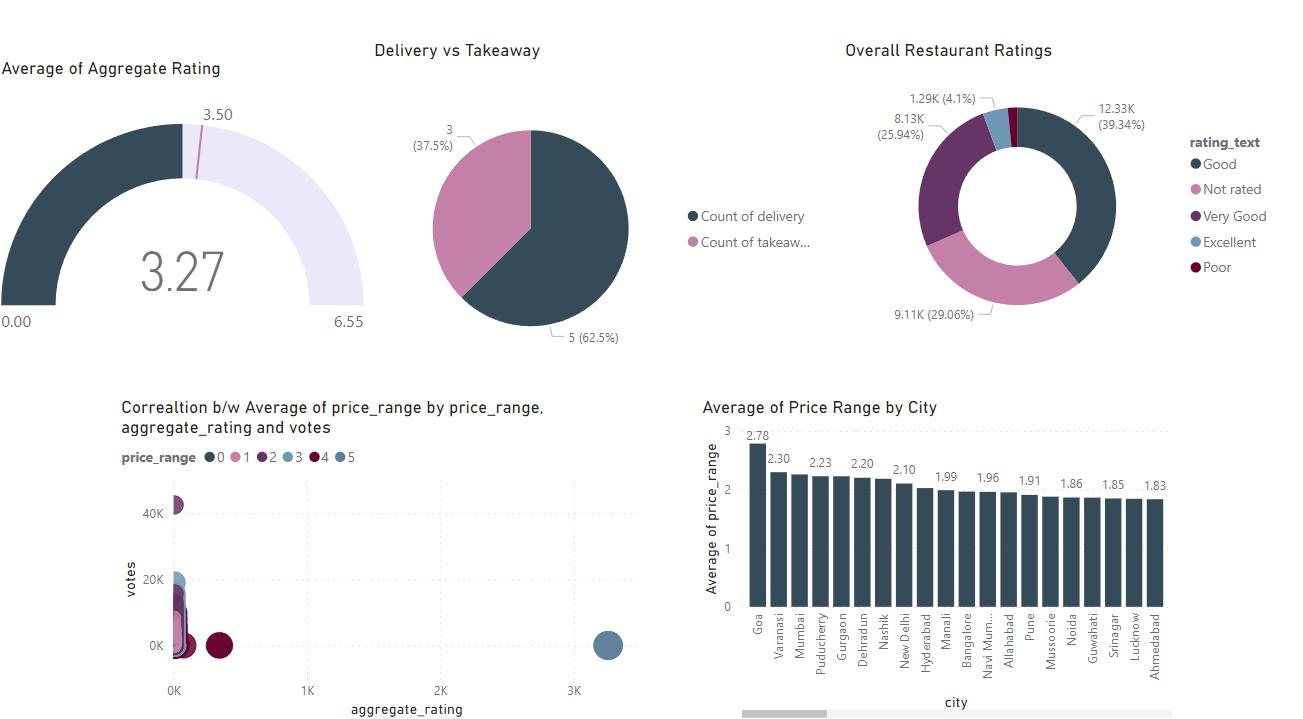 Average of Aggregate Rating
3.50
3.27
0.00
6.55
Delivery vs Takeaway
3
(37.5%)
5 (62.5%)
Count of delivery
Count of takeaw...
Overall Restaurant Ratings
1.29K (4.1%)
8.13K
(25.94%)
12.33K
(39.34%)
9.11K (29.06%)
rating_text
Good
Not rated
Very Good
Excellent
Poor
Correaltion b/w Average of price_range by price_range,
aggregate_rating and votes
price_range 0 1 2 3 4 5
votes
40K
20K
0K
0K 1K 2K 3K
aggregate_rating
Average of Price Range by City
Average of price_range
3
2
1
0
2.78 2.30 2.23 2.20 2.10 1.99 1.96 1.91 1.86 1.85 1.83
Goa
Varanasi
Mumbai
Puducherry
Gurgaon
Dehradun
Nashik
New Delhi
Hyderabad
Manali
Bangalore
Navi Mum...
Allahabad
Pune
Mussoorie
Noida
Guwahati
Srinagar
Lucknow
Ahmedabad
city